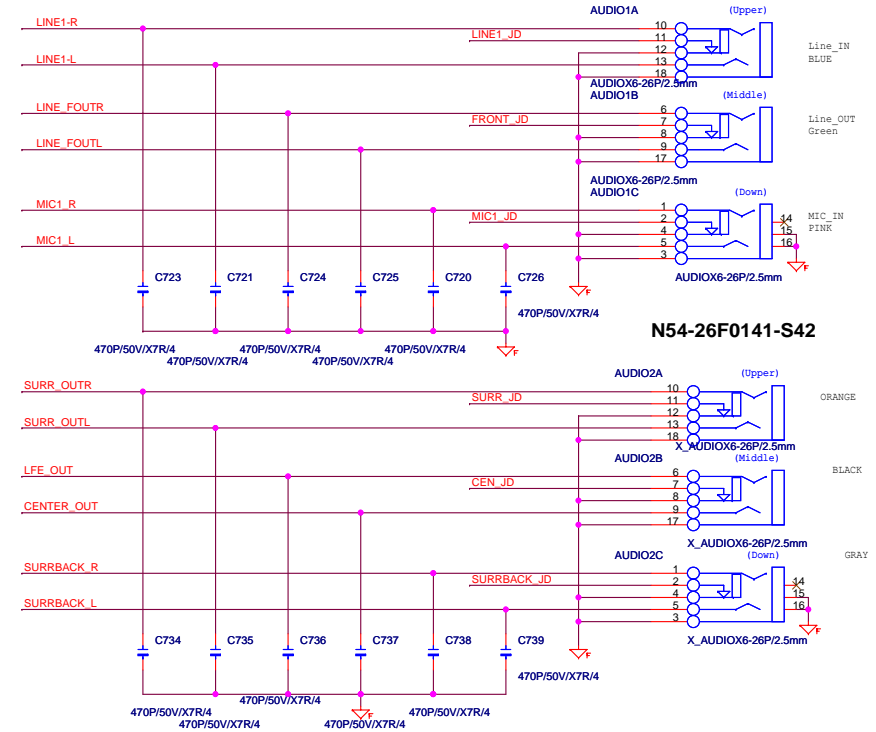 AUDIO1A
(Upper)
LINE1-R
10
LINE1_JD
11
12
Line_IN
BLUE
LINE1-L
13
18
AUDIOX6-26P/2.5mm
AUDIO1B
(Middle)
LINE_FOUTR
6
FRONT_JD
7
8
Line_OUT
Green
LINE_FOUTL
9
17
AUDIOX6-26P/2.5mm
AUDIO1C
(Down)
MIC1_R
1
MIC1_JD
2
14
MIC_IN
PINK
4
15
MIC1_L
5
16
3
F
C723
C721
C724
C725
C720
C726
AUDIOX6-26P/2.5mm
F
470P/50V/X7R/4
N54-26F0141-S42
470P/50V/X7R/4
470P/50V/X7R/4
470P/50V/X7R/4
F
470P/50V/X7R/4
470P/50V/X7R/4
AUDIO2A
(Upper)
SURR_OUTR
10
SURR_JD
11
ORANGE
12
SURR_OUTL
13
18
X_AUDIOX6-26P/2.5mm
AUDIO2B
(Middle)
LFE_OUT
6
BLACK
CEN_JD
7
8
CENTER_OUT
9
17
X_AUDIOX6-26P/2.5mm
AUDIO2C
(Down)
GRAY
SURRBACK_R
1
SURRBACK_JD
2
14
4
15
SURRBACK_L
5
16
3
F
C734
C735
C736
C737
C738
C739
X_AUDIOX6-26P/2.5mm
F
470P/50V/X7R/4
470P/50V/X7R/4
470P/50V/X7R/4
F
470P/50V/X7R/4
470P/50V/X7R/4
470P/50V/X7R/4